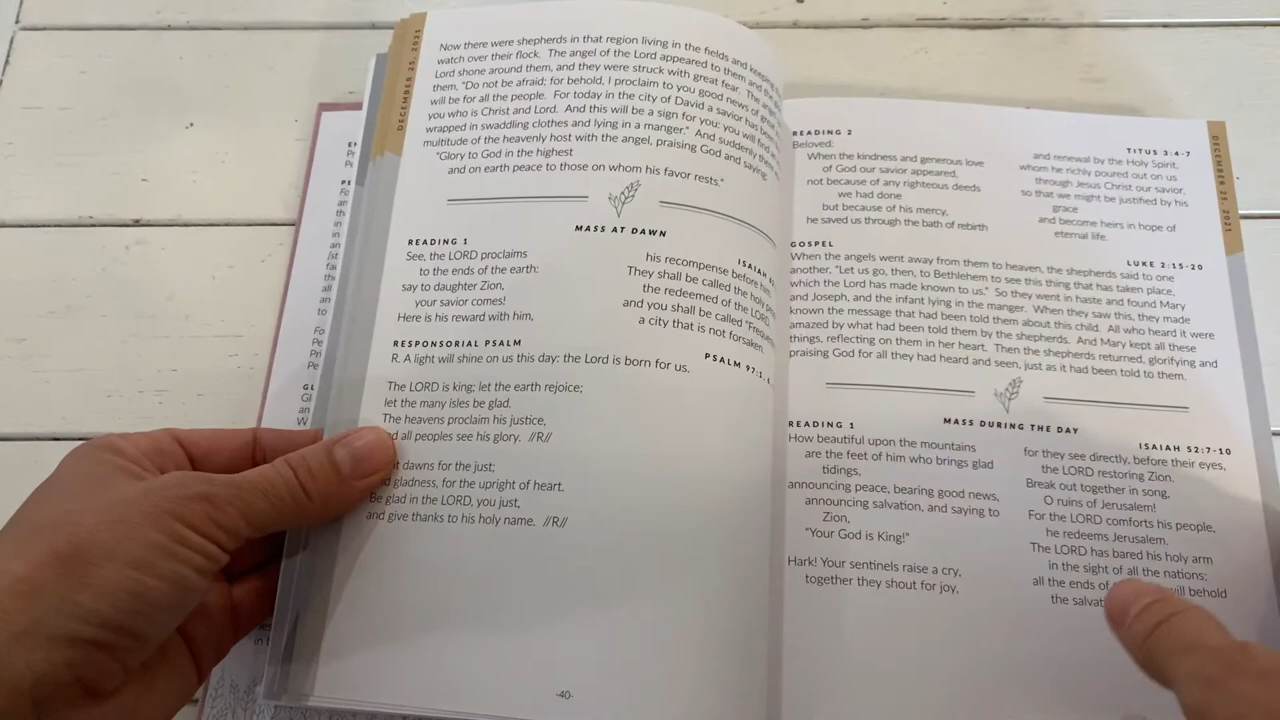 DECEMBER 25, 2021
Now there were shepherds in that region living in the fields and keeping
watch over their flock. The angel of the Lord appeared to them and the
Lord shone around them, and they were struck with great fear. The angel
them, "Do not be afraid; for behold, I proclaim to you good news of great
will be for all the people. For today in the city of David a savior has been
you who is Christ and Lord. And this will be a sign for you: you will find
wrapped in swaddling clothes and lying in a manger." And suddenly there
multitude of the heavenly host with the angel, praising God and saying:
"Glory to God in the highest
and on earth peace to those on whom his favor rests."
MASS AT DAWN
READING 1
ISAIAH
See, the LORD proclaims
to the ends of the earth:
say to daughter Zion,
your savior comes!
Here is his reward with him,
his recompense before him.
They shall be called the holy
the redeemed of the LORD,
and you shall be called "Frequen
a city that is not forsaken.
RESPONSORIAL PSALM
PSALM 97:1,
R. A light will shine on us this day: the Lord is born for us.
The LORD is king; let the earth rejoice;
let the many isles be glad.
The heavens proclaim his justice,
all peoples see his glory. //R//
dawns for the just;
gladness, for the upright of heart.
Be glad in the LORD, you just,
and give thanks to his holy name. //R//
-40-
DECEMBER 25, 2021
READING 2
TITUS 3:4-7
Beloved:
When the kindness and generous love
of God our savior appeared,
not because of any righteous deeds
we had done
but because of his mercy,
he saved us through the bath of rebirth
and renewal by the Holy Spirit,
whom he richly poured out on us
through Jesus Christ our savior,
so that we might be justified by his
grace
and become heirs in hope of
eternal life.
GOSPEL
LUKE 2:15-20
When the angels went away from them to heaven, the shepherds said to one
another, "Let us go, then, to Bethlehem to see this thing that has taken place,
which the Lord has made known to us." So they went in haste and found Mary
and Joseph, and the infant lying in the manger. When they saw this, they made
known the message that had been told them about this child. All who heard it were
amazed by what had been told them by the shepherds. And Mary kept all these
things, reflecting on them in her heart. Then the shepherds returned, glorifying and
praising God for all they had heard and seen, just as it had been told to them.
MASS DURING THE DAY
READING 1
ISAIAH 52:7-10
How beautiful upon the mountains
are the feet of him who brings glad
tidings,
announcing peace, bearing good news,
announcing salvation, and saying to
Zion,
"Your God is King!"
Hark! Your sentinels raise a cry,
together they shout for joy,
for they see directly, before their eyes,
the LORD restoring Zion.
Break out together in song,
O ruins of Jerusalem!
For the LORD comforts his people,
he redeems Jerusalem.
The LORD has bared his holy arm
in the sight of all the nations;
all the ends of will behold
the